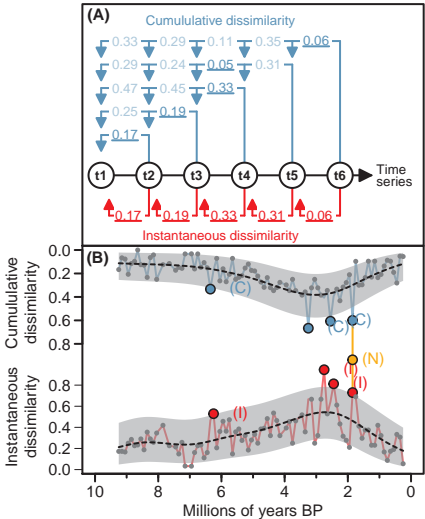 (A)
Cumululative dissimilarity
0.33 0.29 0.11 0.35 0.06
0.29 0.24 0.05 0.31
0.47 0.45 0.33
0.25 0.19
0.17
t1 t2 t3 t4 t5 t6 Time series
0.17 0.19 0.33 0.31 0.06
Instantaneous dissimilarity
(B)
Cumululative dissimilarity
0.0
0.2
0.4
0.6
0.8
(C) (C) (C)
(N)
(I) (I) (I)
Instantaneous dissimilarity
0.8
0.6
0.4
0.2
0.0
10 8 6 4 2 0
Millions of years BP